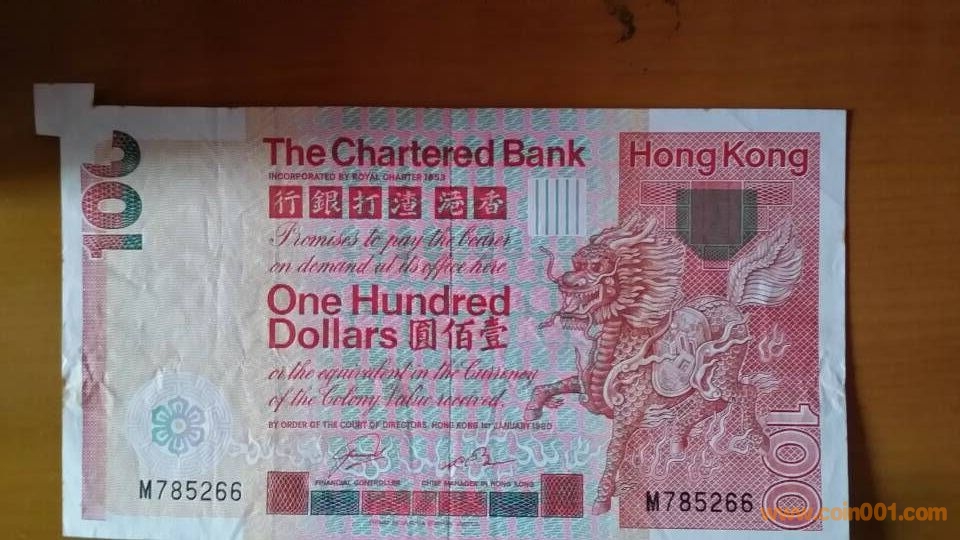 100
The Chartered Bank
INCORPORATED BY ROYAL CHARTER 1853
行銀打渣港香
Promises to pay the bearer
on demand at its office here
One Hundred
Dollars 圓佰壹
or the equivalent in the Currency
of the Colony Value received.
BY ORDER OF THE COURT OF DIRECTORS, HONG KONG 1ST JANUARY 1980
FINANCIAL CONTROLLER CHIEF MANAGER IN HONG KONG
M785266
Hong Kong
100
M785266
www.coin001.com